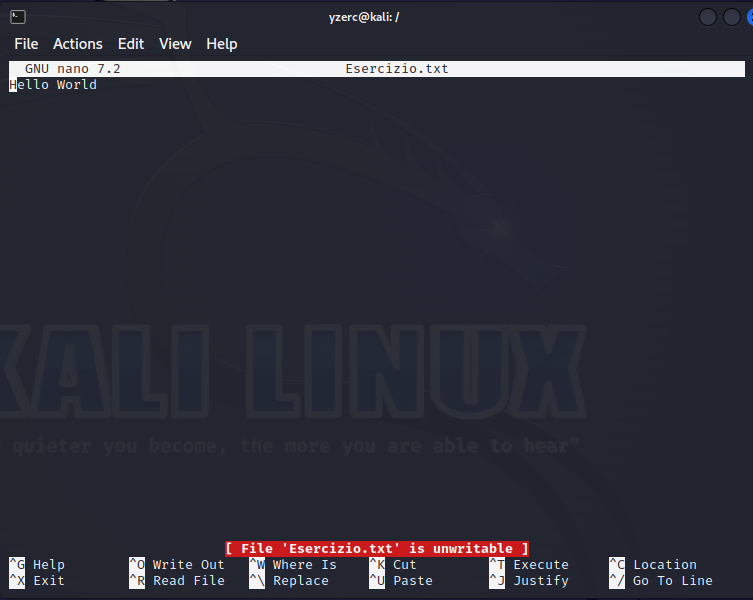 yzerc@kali: /
File Actions Edit View Help
GNU nano 7.2 Esercizio.txt
Hello World
KALI LINUX
quieter you become, the more you are able to hear"
[ File 'Esercizio.txt' is unwritable ]
^G Help ^O Write Out ^W Where Is ^K Cut ^T Execute ^C Location
^X Exit ^R Read File ^\ Replace ^U Paste ^J Justify ^/ Go To Line